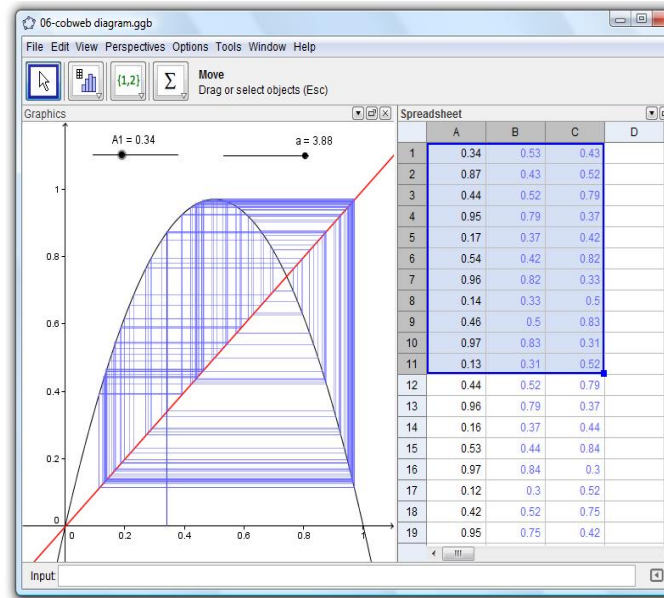 06-cobweb diagram.ggb
File Edit View Perspectives Options Tools Window Help
{1,2} Σ
Move
Drag or select objects (Esc)
Graphics
Spreadsheet
A1 = 0.34
a = 3.88
1
0.8
0.6
0.4
0.2
0
0 0.2 0.4 0.6 0.8 1
A B C D
1 0.34 0.53 0.43
2 0.87 0.43 0.52
3 0.44 0.52 0.79
4 0.95 0.79 0.37
5 0.17 0.37 0.42
6 0.54 0.42 0.82
7 0.96 0.82 0.33
8 0.14 0.33 0.5
9 0.46 0.5 0.83
10 0.97 0.83 0.31
11 0.13 0.31 0.52
12 0.44 0.52 0.79
13 0.96 0.79 0.37
14 0.16 0.37 0.44
15 0.53 0.44 0.84
16 0.97 0.84 0.3
17 0.12 0.3 0.52
18 0.42 0.52 0.75
19 0.95 0.75 0.42
Input: